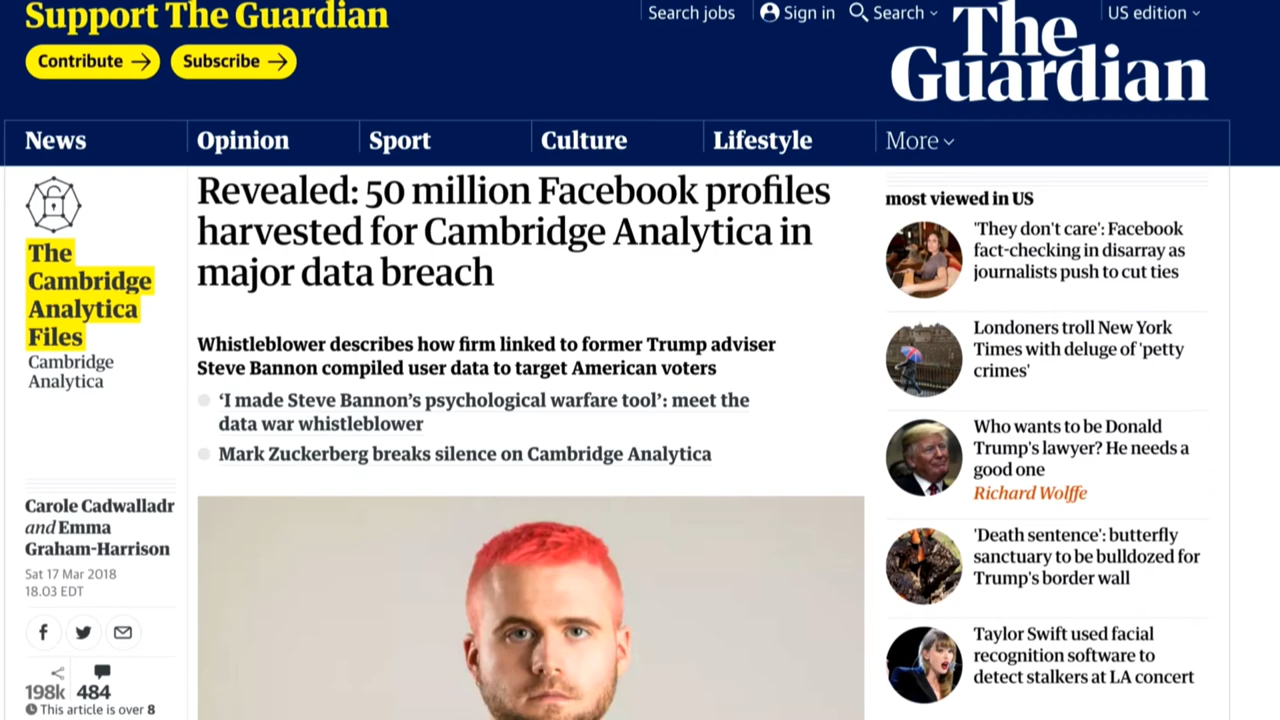 Support The Guardian
Contribute →
Subscribe →
Search jobs
Sign in
Search
US edition
The
Guardian
News
Opinion
Sport
Culture
Lifestyle
More
The
Cambridge
Analytica
Files
Cambridge
Analytica
Revealed: 50 million Facebook profiles
harvested for Cambridge Analytica in
major data breach
Whistleblower describes how firm linked to former Trump adviser
Steve Bannon compiled user data to target American voters
‘I made Steve Bannon’s psychological warfare tool’: meet the
data war whistleblower
Mark Zuckerberg breaks silence on Cambridge Analytica
Carole Cadwalladr
and Emma
Graham-Harrison
Sat 17 Mar 2018
18.03 EDT
198k
484
This article is over 8
most viewed in US
'They don't care': Facebook
fact-checking in disarray as
journalists push to cut ties
Londoners troll New York
Times with deluge of 'petty
crimes'
Who wants to be Donald
Trump's lawyer? He needs a
good one
Richard Wolffe
'Death sentence': butterfly
sanctuary to be bulldozed for
Trump's border wall
Taylor Swift used facial
recognition software to
detect stalkers at LA concert